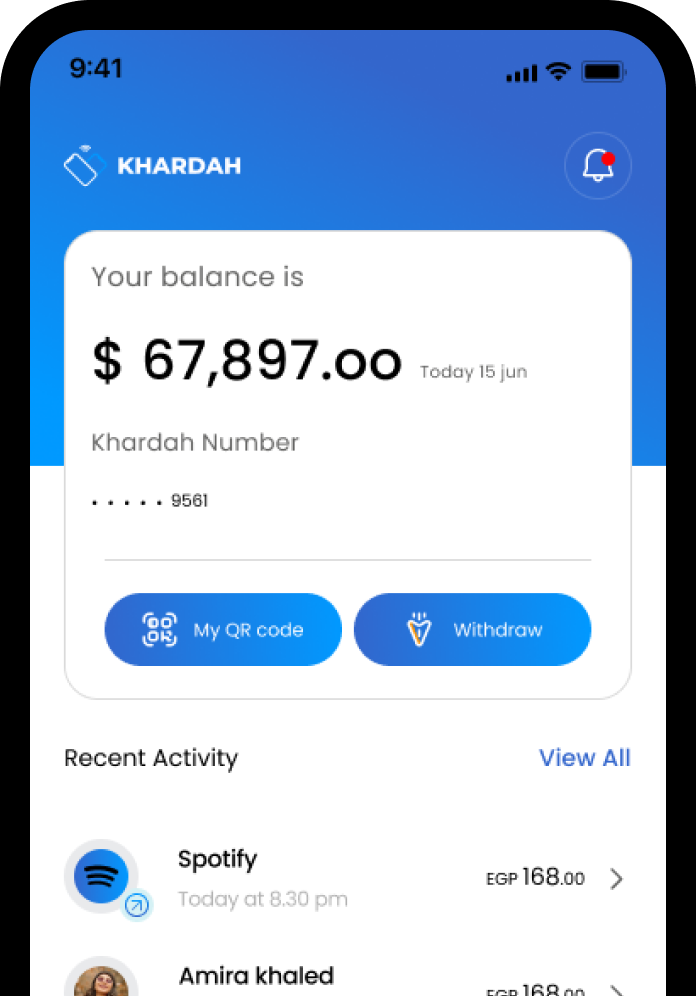 9:41
KHARDAH
Your balance is
$ 67,897.oo Today 15 jun
Khardah Number
• • • • • 9561
My QR code Withdraw
Recent Activity View All
Spotify
EGP 168.00
Today at 8.30 pm
Amira khaled
EGP 168.00